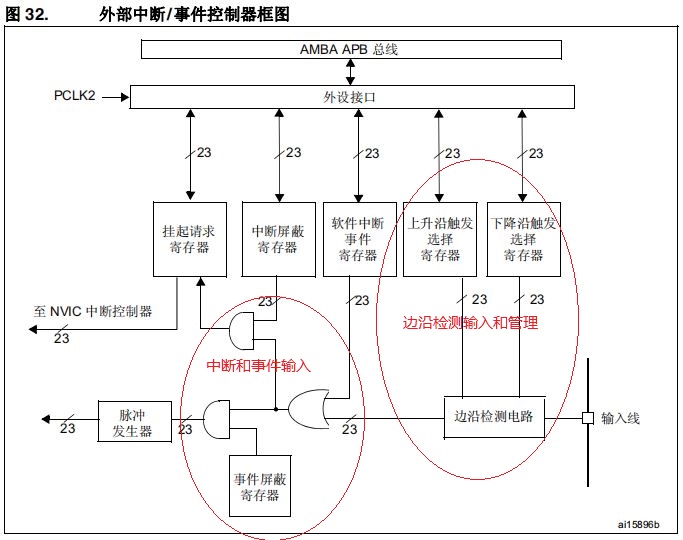 图 32. 外部中断/事件控制器框图
AMBA APB 总线
PCLK2
外设接口
23 23 23 23 23
挂起请求
寄存器
中断屏蔽
寄存器
软件中断
事件
寄存器
上升沿触发
选择
寄存器
下降沿触发
选择
寄存器
至 NVIC 中断控制器
23
23
23
23
23
边沿检测输入和管理
中断和事件输入
脉冲
发生器
23
23
23
边沿检测电路
输入线
事件屏蔽
寄存器
ai15896b